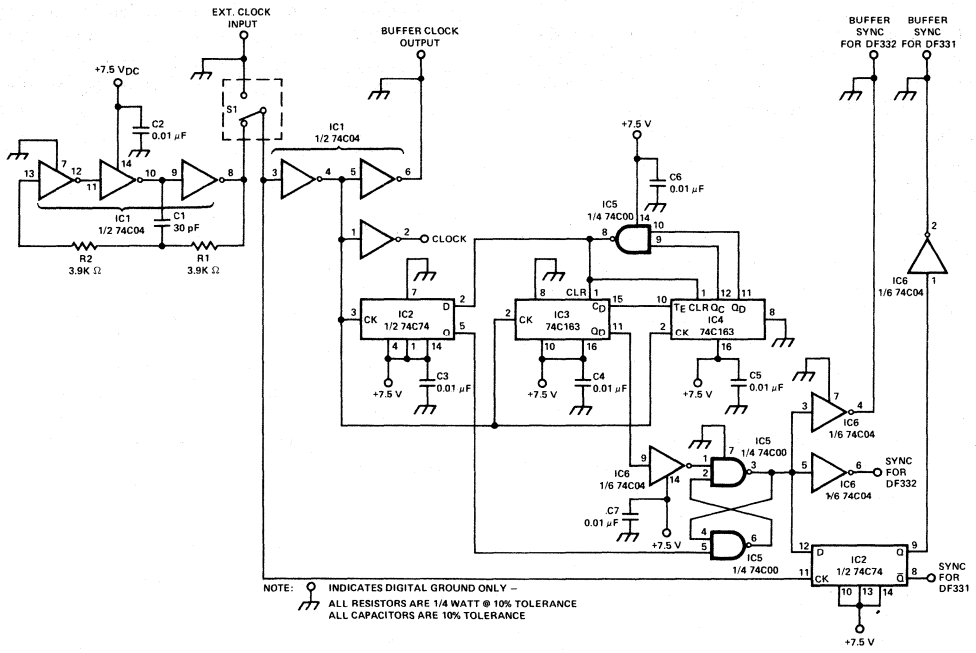 EXT. CLOCK
INPUT
BUFFER CLOCK
OUTPUT
BUFFER
SYNC
FOR DF332
BUFFER
SYNC
FOR DF331
+7.5 VDC
C2
0.01 µF
S1
IC1
1/2 74C04
+7.5 V
C6
0.01 µF
IC5
1/4 74C00
7
14
13
12
11
10
9
8
3
4
5
6
14
10
9
8
2
IC1
1/2 74C04
C1
30 pF
R2
3.9K Ω
R1
3.9K Ω
1
2
CLOCK
IC6
1/6 74C04
1
7
8
CLR
1
15
10
1
12
11
3
CK
IC2
1/2 74C74
D
2
Q
5
2
CK
IC3
74C163
CD
QD
11
TE
CLR
QC
QD
IC4
74C163
2
CK
8
4
1
14
10
16
16
C3
0.01 µF
+7.5 V
C4
0.01 µF
+7.5 V
C5
0.01 µF
+7.5 V
7
3
4
IC6
1/6 74C04
9
IC6
1/6 74C04
14
1
2
7
3
IC5
1/4 74C00
5
6
IC6
1/6 74C04
SYNC
FOR
DF332
.C7
0.01 µF
+7.5 V
4
5
6
IC5
1/4 74C00
12
D
11
CK
IC2
1/2 74C74
Q
9
Q̅
8
SYNC
FOR
DF331
10
13
14
+7.5 V
NOTE:
INDICATES DIGITAL GROUND ONLY –
ALL RESISTORS ARE 1/4 WATT @ 10% TOLERANCE
ALL CAPACITORS ARE 10% TOLERANCE